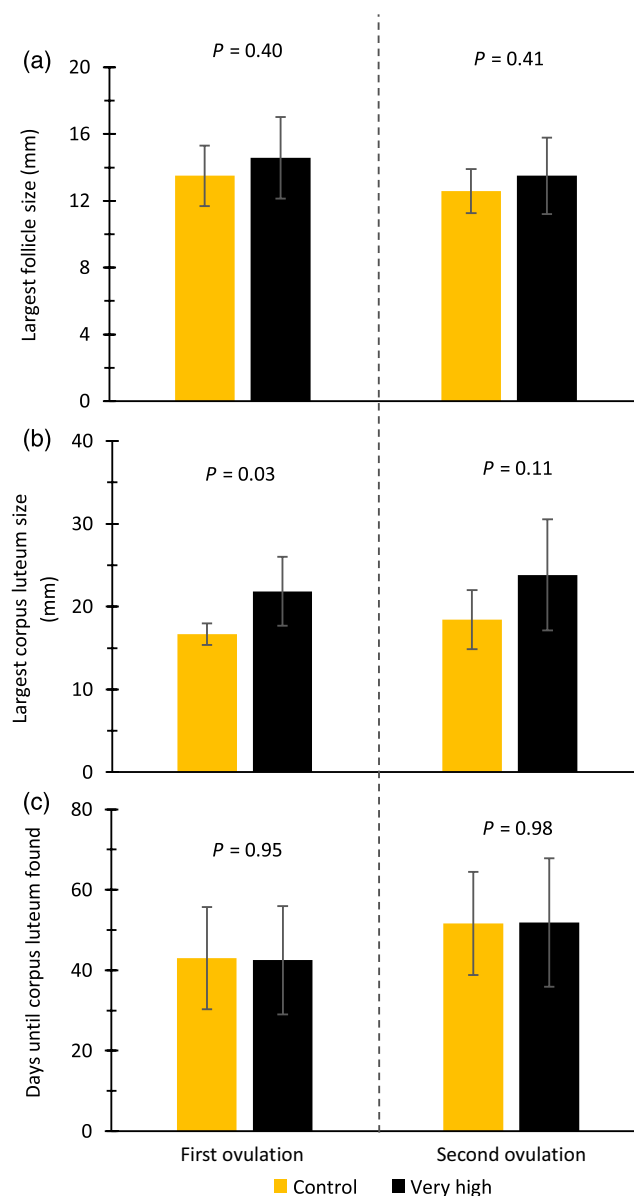 (a)
P = 0.40
P = 0.41
Largest follicle size (mm)
20
16
12
8
4
0
(b)
P = 0.03
P = 0.11
Largest corpus luteum size
(mm)
40
30
20
10
0
(c)
P = 0.95
P = 0.98
Days until corpus luteum found
80
60
40
20
0
First ovulation
Second ovulation
Control
Very high